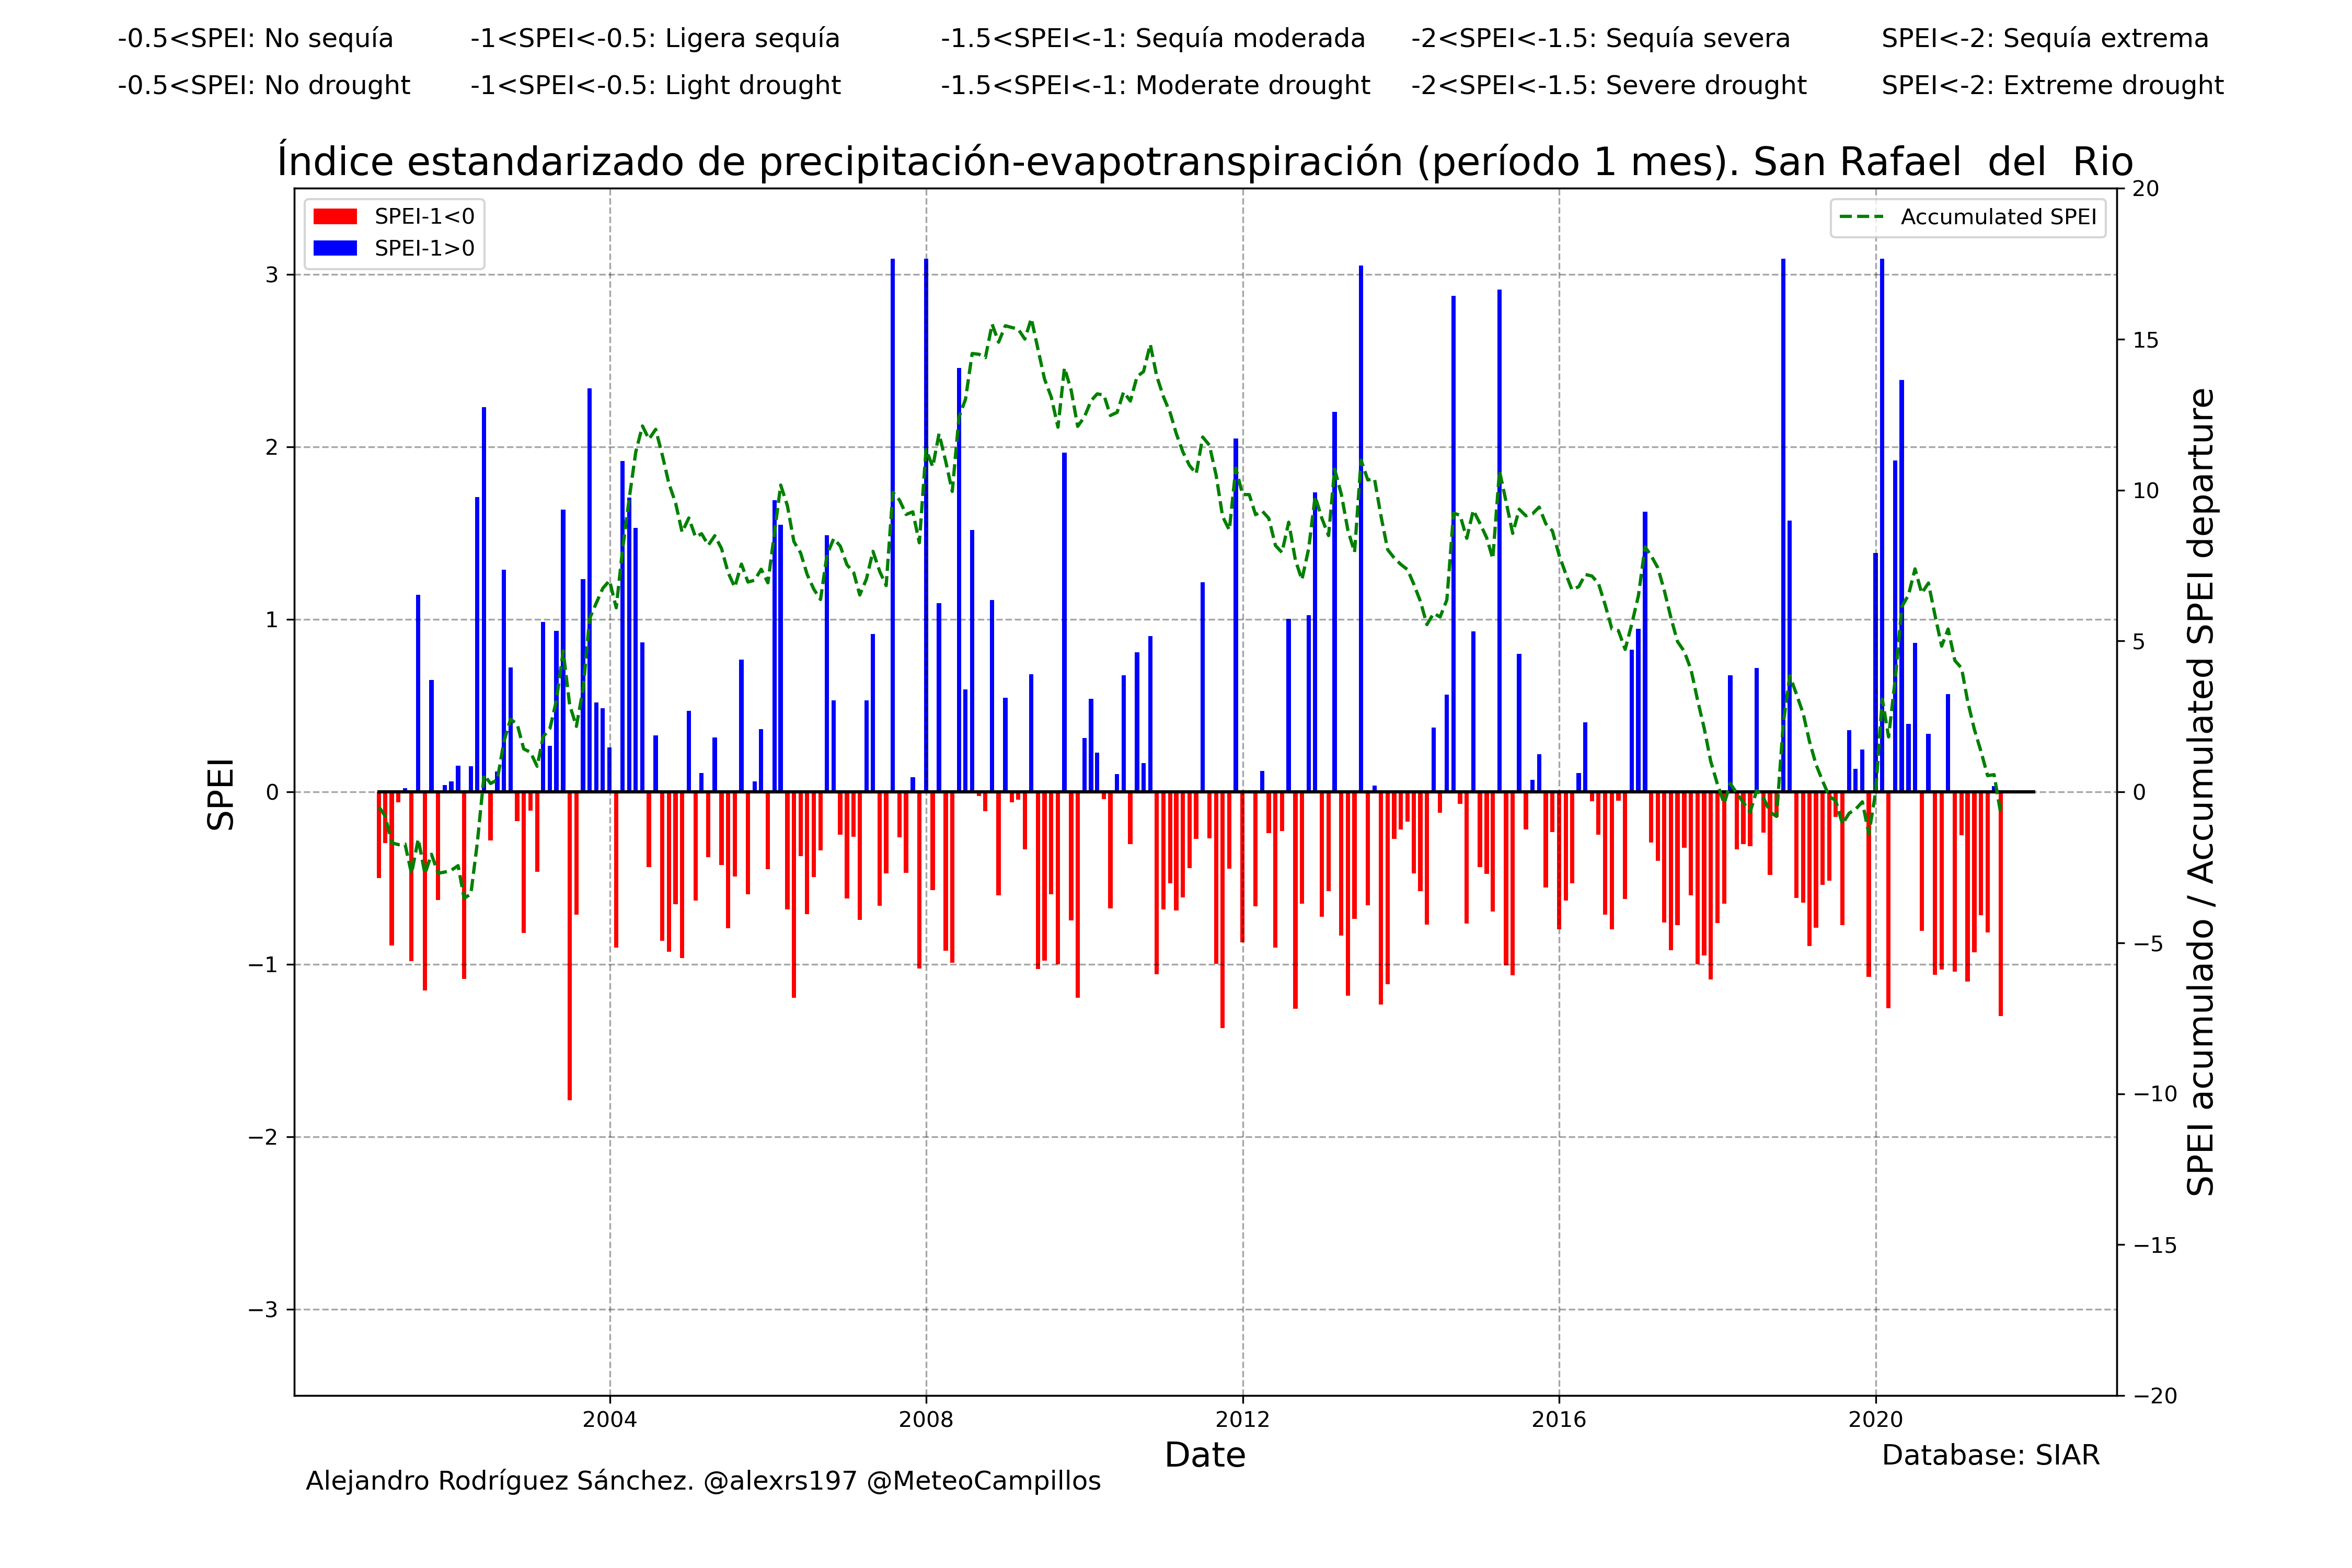 -0.5<SPEI: No sequía -1<SPEI<-0.5: Ligera sequía -1.5<SPEI<-1: Sequía moderada -2<SPEI<-1.5: Sequía severa SPEI<-2: Sequía extrema
-0.5<SPEI: No drought -1<SPEI<-0.5: Light drought -1.5<SPEI<-1: Moderate drought -2<SPEI<-1.5: Severe drought SPEI<-2: Extreme drought
Índice estandarizado de precipitación-evapotranspiración (período 1 mes). San Rafael  del  Rio
SPEI-1<0
SPEI-1>0
Accumulated SPEI
SPEI
3
2
1
0
−1
−2
−3
20
15
10
5
0
−5
−10
−15
−20
SPEI acumulado / Accumulated SPEI departure
2004 2008 2012 2016 2020
Date
Database: SIAR
Alejandro Rodríguez Sánchez. @alexrs197 @MeteoCampillos